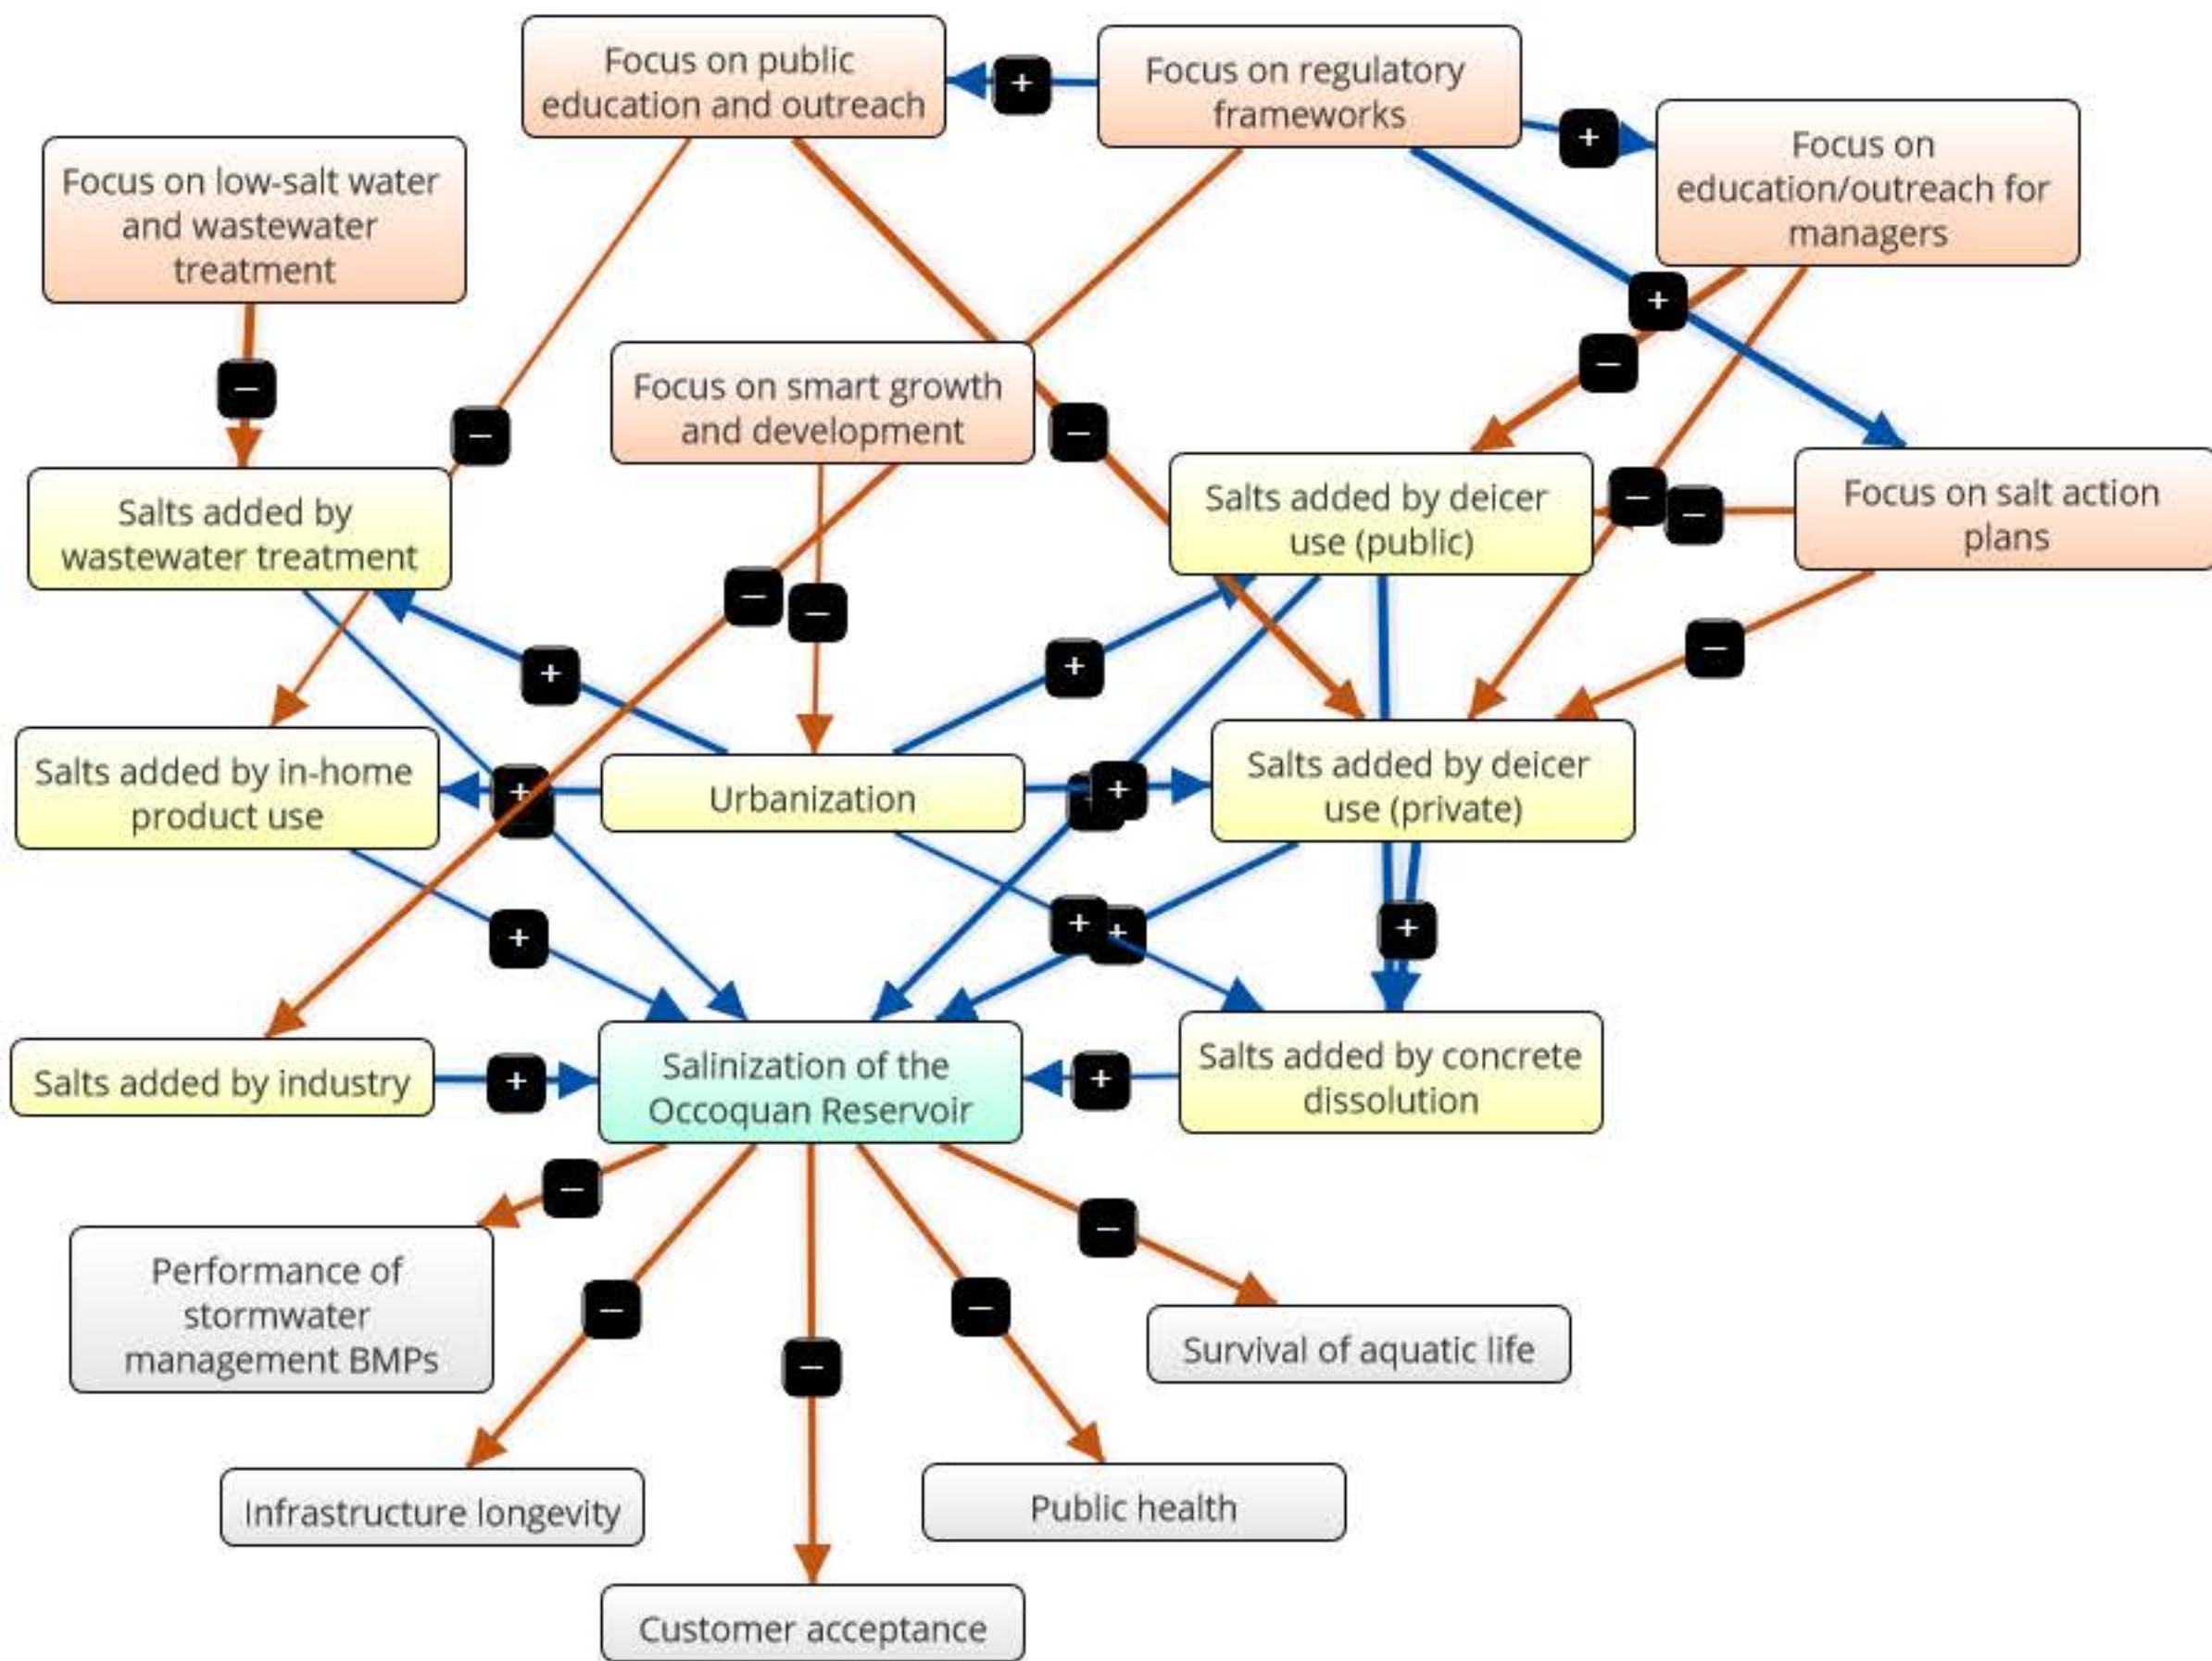 Focus on public
education and outreach
+
Focus on regulatory
frameworks
+
Focus on
education/outreach for
managers
Focus on low-salt water
and wastewater
treatment
+
–
–
Focus on smart growth
and development
–
–
Salts added by
wastewater treatment
Salts added by deicer
use (public)
–
–
Focus on salt action
plans
–
–
–
+
+
Salts added by in-home
product use
+
Urbanization
+
Salts added by deicer
use (private)
+
+
+
+
Salts added by industry
+
Salinization of the
Occoquan Reservoir
+
Salts added by concrete
dissolution
–
–
Performance of
stormwater
management BMPs
–
–
–
Survival of aquatic life
Infrastructure longevity
Public health
Customer acceptance